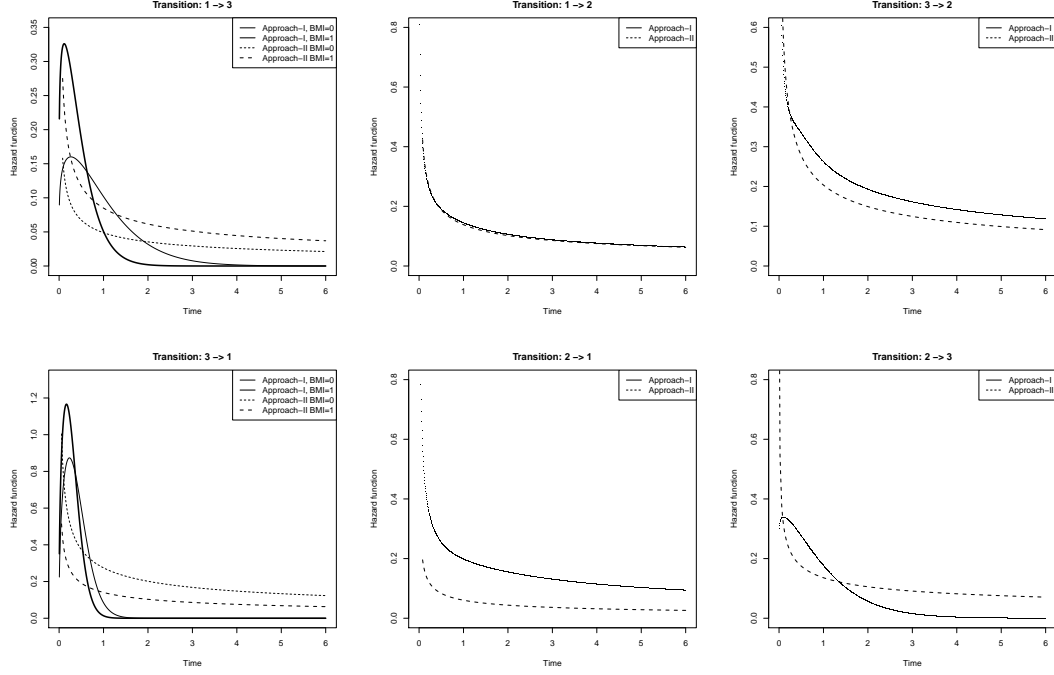 Transition: 1 −> 3
0.35
0.30
0.25
0.20
0.15
0.10
0.05
0.00
Hazard function
0 1 2 3 4 5 6
Time
Approach−I, BMI=0
Approach−I, BMI=1
Approach−II BMI=0
Approach−II BMI=1
Transition: 1 −> 2
0.8
0.6
0.4
0.2
0.0
Hazard function
0 1 2 3 4 5 6
Time
Approach−I
Approach−II
Transition: 3 −> 2
0.6
0.5
0.4
0.3
0.2
0.1
0.0
Hazard function
0 1 2 3 4 5 6
Time
Approach−I
Approach−II
Transition: 3 −> 1
1.2
1.0
0.8
0.6
0.4
0.2
0.0
Hazard function
0 1 2 3 4 5 6
Time
Approach−I, BMI=0
Approach−I, BMI=1
Approach−II BMI=0
Approach−II BMI=1
Transition: 2 −> 1
0.8
0.6
0.4
0.2
0.0
Hazard function
0 1 2 3 4 5 6
Time
Approach−I
Approach−II
Transition: 2 −> 3
0.8
0.6
0.4
0.2
0.0
Hazard function
0 1 2 3 4 5 6
Time
Approach−I
Approach−II